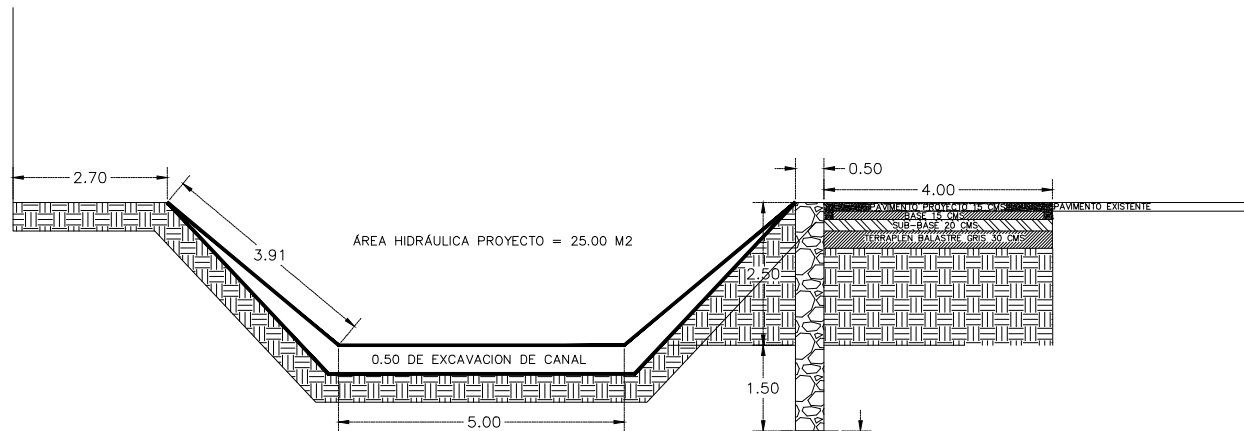 0.50
2.70
4.00
PAVIMENTO PROYECTO 15 CMS
PAVIMENTO EXISTENTE
BASE 15 CMS
SUB-BASE 20 CMS
TERRAPLEN BALASTRE GRIS 30 CMS
ÁREA HIDRÁULICA PROYECTO = 25.00 M2
3.91
2.50
0.50 DE EXCAVACION DE CANAL
1.50
5.00